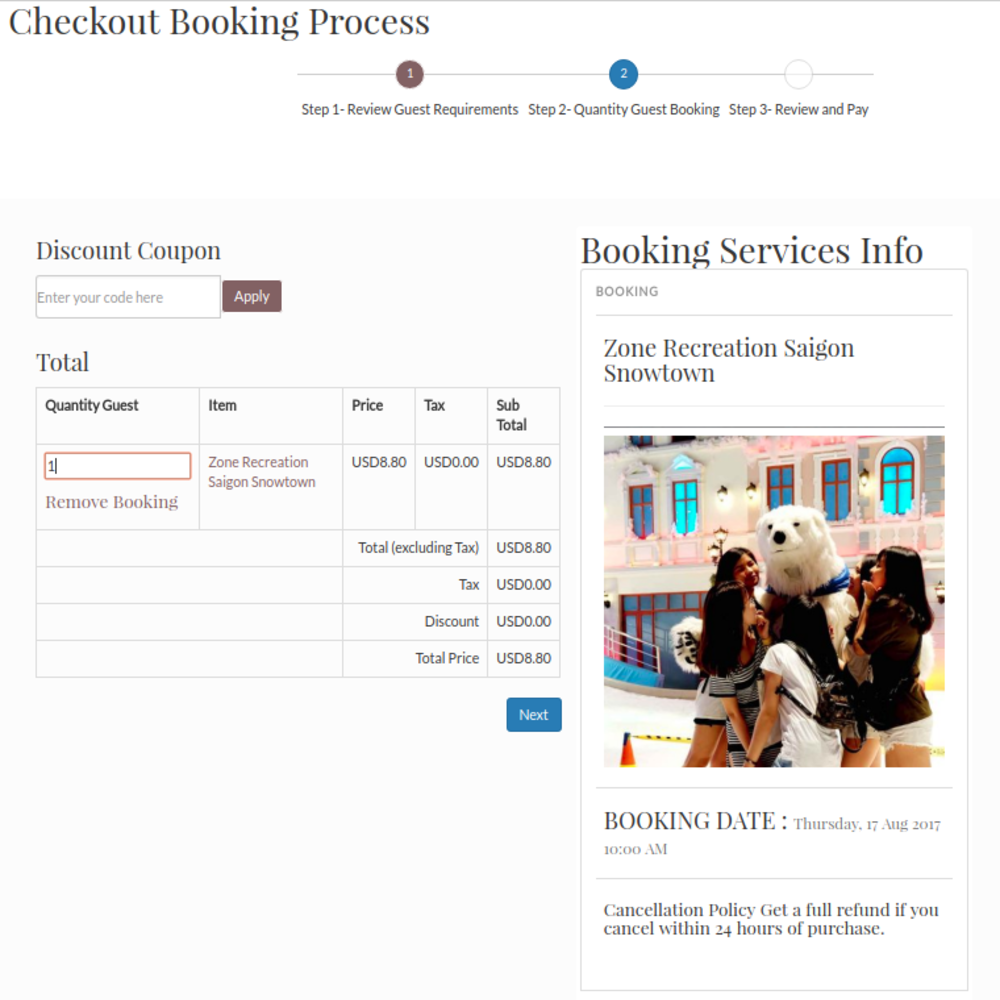 Checkout Booking Process
1
2
Step 1- Review Guest Requirements
Step 2- Quantity Guest Booking
Step 3- Review and Pay
Discount Coupon
Enter your code here
Apply
Total
Quantity Guest
Item
Price
Tax
Sub
Total
1
Remove Booking
Zone Recreation
Saigon Snowtown
USD8.80
USD0.00
USD8.80
Total (excluding Tax)
USD8.80
Tax
USD0.00
Discount
USD0.00
Total Price
USD8.80
Next
Booking Services Info
BOOKING
Zone Recreation Saigon
Snowtown
BOOKING DATE : Thursday, 17 Aug 2017
10:00 AM
Cancellation Policy Get a full refund if you
cancel within 24 hours of purchase.